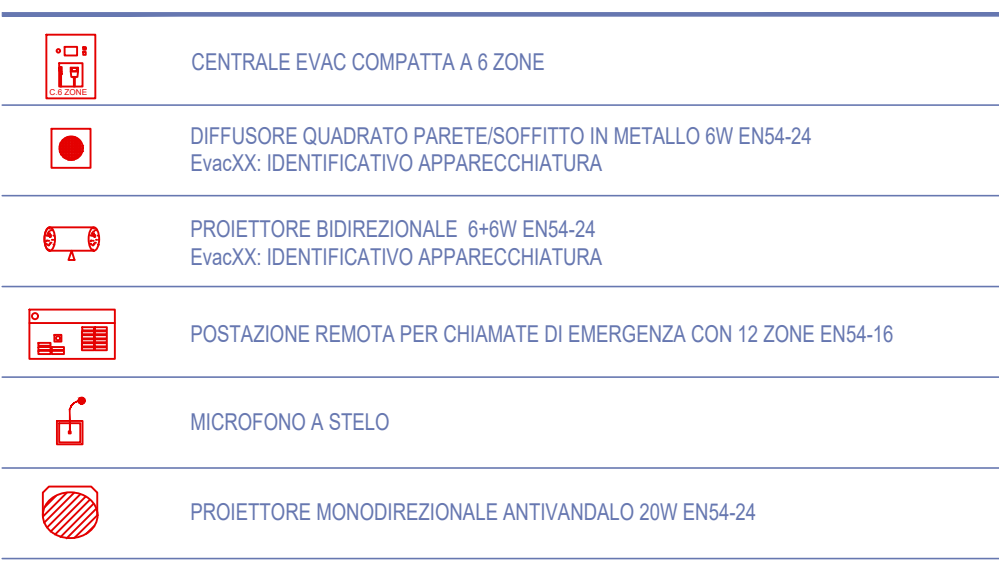 C.6 ZONE
CENTRALE EVAC COMPATTA A 6 ZONE
DIFFUSORE QUADRATO PARETE/SOFFITTO IN METALLO 6W EN54-24
EvacXX: IDENTIFICATIVO APPARECCHIATURA
PROIETTORE BIDIREZIONALE 6+6W EN54-24
EvacXX: IDENTIFICATIVO APPARECCHIATURA
POSTAZIONE REMOTA PER CHIAMATE DI EMERGENZA CON 12 ZONE EN54-16
MICROFONO A STELO
PROIETTORE MONODIREZIONALE ANTIVANDALO 20W EN54-24